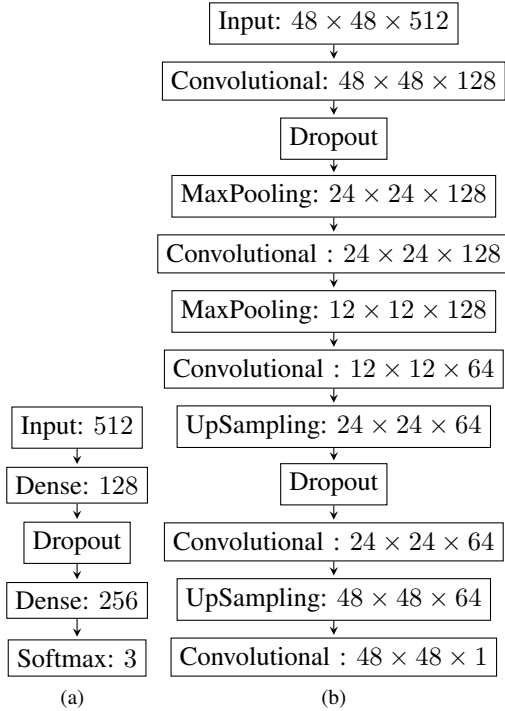 Input: 48 × 48 × 512
Convolutional: 48 × 48 × 128
Dropout
MaxPooling: 24 × 24 × 128
Convolutional : 24 × 24 × 128
MaxPooling: 12 × 12 × 128
Convolutional : 12 × 12 × 64
UpSampling: 24 × 24 × 64
Dropout
Convolutional : 24 × 24 × 64
UpSampling: 48 × 48 × 64
Convolutional : 48 × 48 × 1
Input: 512
Dense: 128
Dropout
Dense: 256
Softmax: 3
(a)
(b)